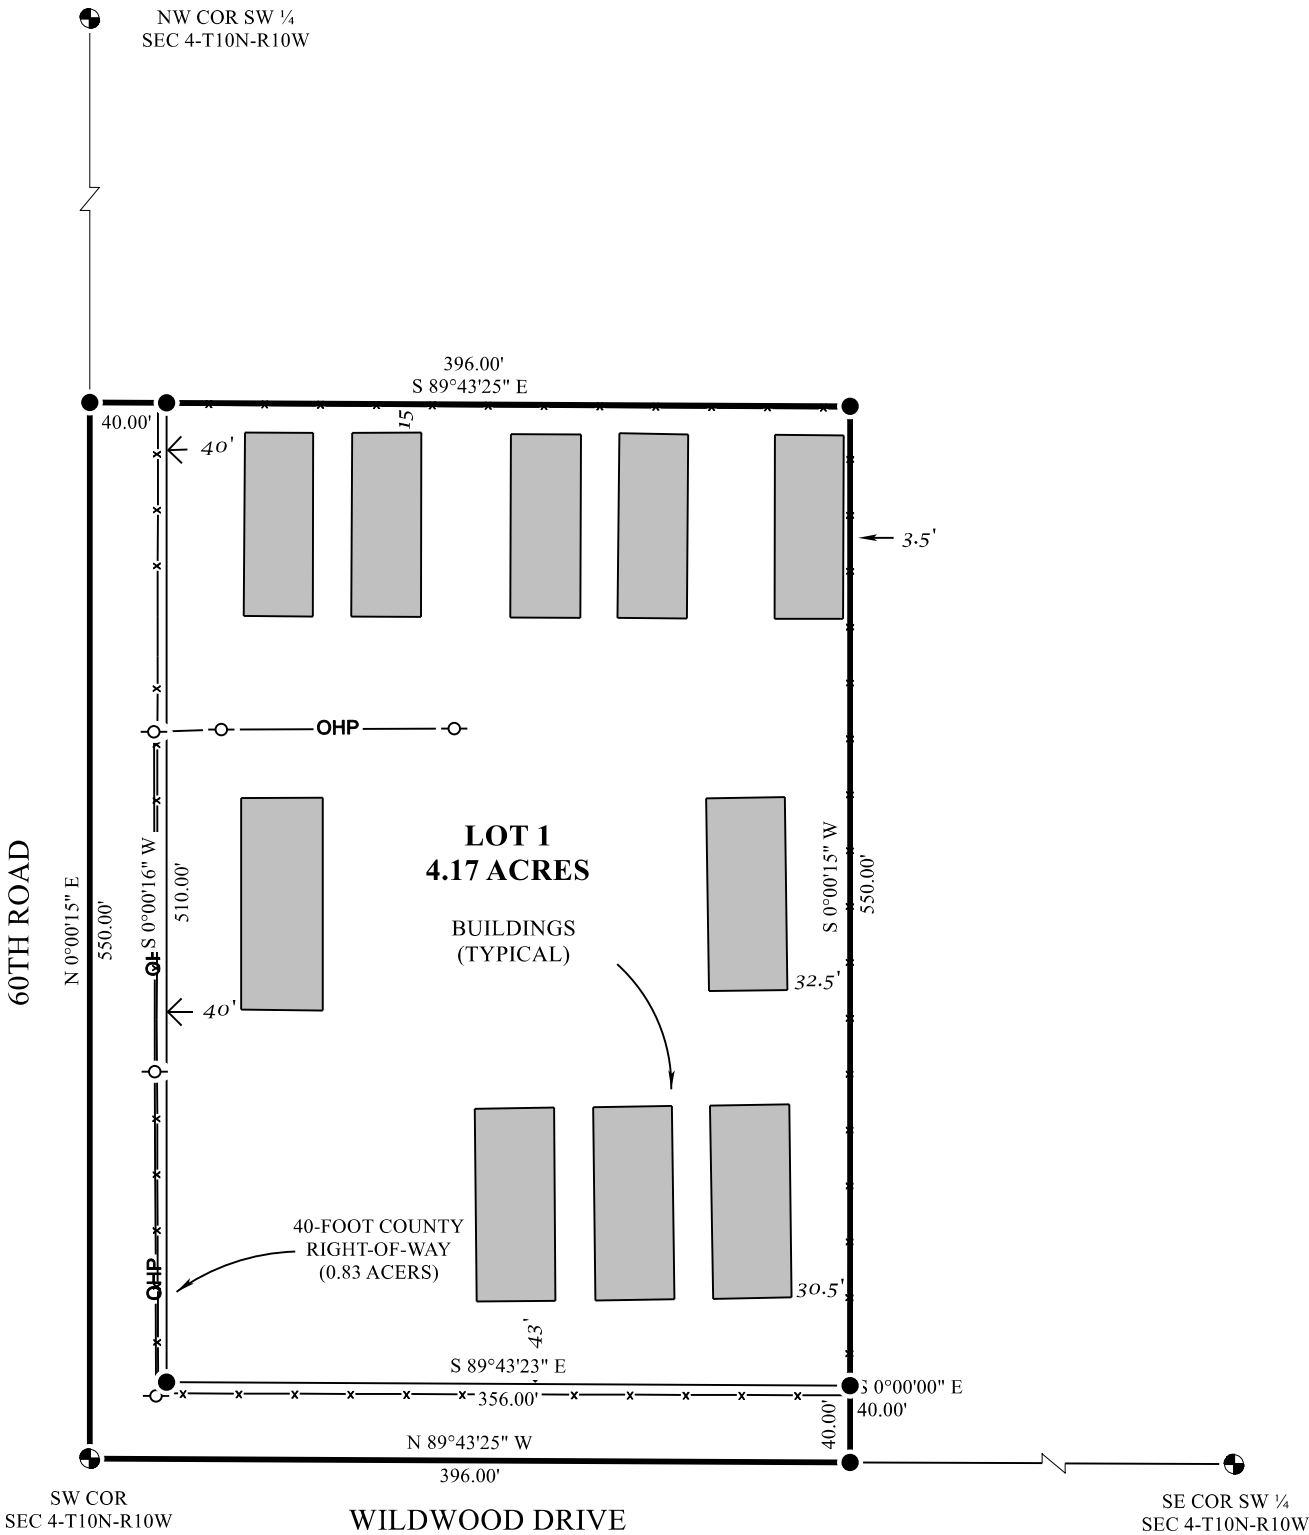 NW COR SW ¼
SEC 4-T10N-R10W
396.00'
S 89°43'25" E
40.00'
15'
40'
3.5'
OHP
LOT 1
4.17 ACRES
BUILDINGS
(TYPICAL)
60TH ROAD
N 0°00'15" E
550.00'
S 0°00'16" W
510.00'
S 0°00'15" W
550.00'
32.5'
40'
40-FOOT COUNTY
RIGHT-OF-WAY
(0.83 ACERS)
OHP
30.5'
43'
S 89°43'23" E
356.00'
S 0°00'00" E
40.00'
40.00'
N 89°43'25" W
396.00'
SW COR
SEC 4-T10N-R10W
WILDWOOD DRIVE
SE COR SW ¼
SEC 4-T10N-R10W